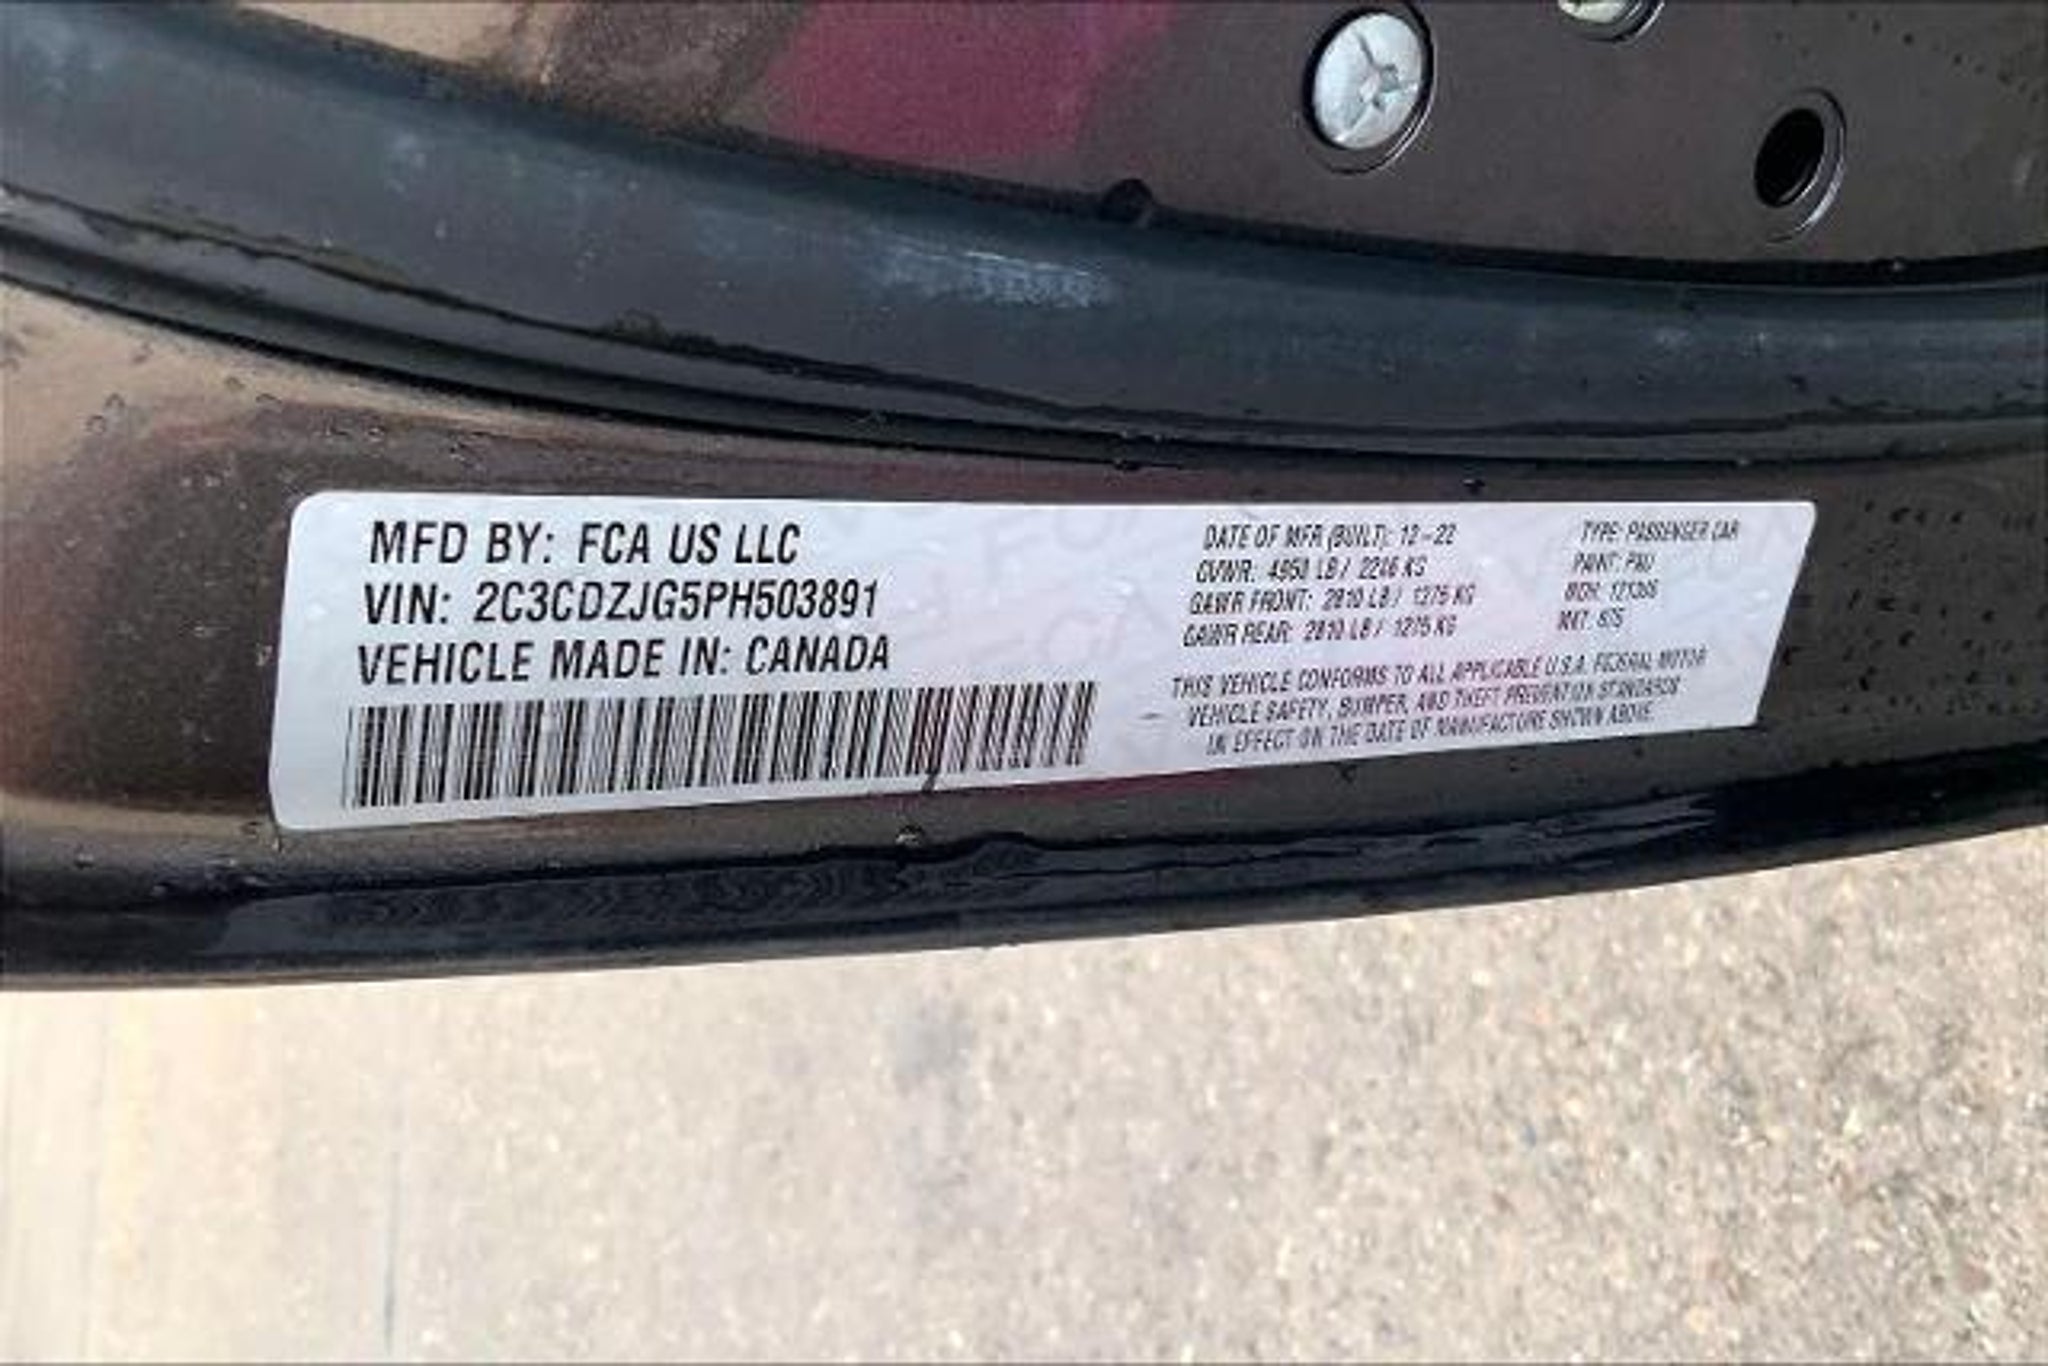 MFD BY: FCA US LLC
VIN: 2C3CDZJG5PH503891
VEHICLE MADE IN: CANADA
DATE OF MFR (BUILT): 12-22
GVWR: 4950 LB / 2246 KG
GAWR FRONT: 2810 LB / 1275 KG
GAWR REAR: 2810 LB / 1275 KG
TYPE: PASSENGER CAR
PAINT: PAU
MDH:
VEHICLE CONFORMS TO ALL APPLICABLE U.S.A. FEDERAL MOTOR
VEHICLE SAFETY, BUMPER, AND THEFT PREVENTION STANDARDS
IN EFFECT ON THE DATE OF MANUFACTURE SHOWN ABOVE.